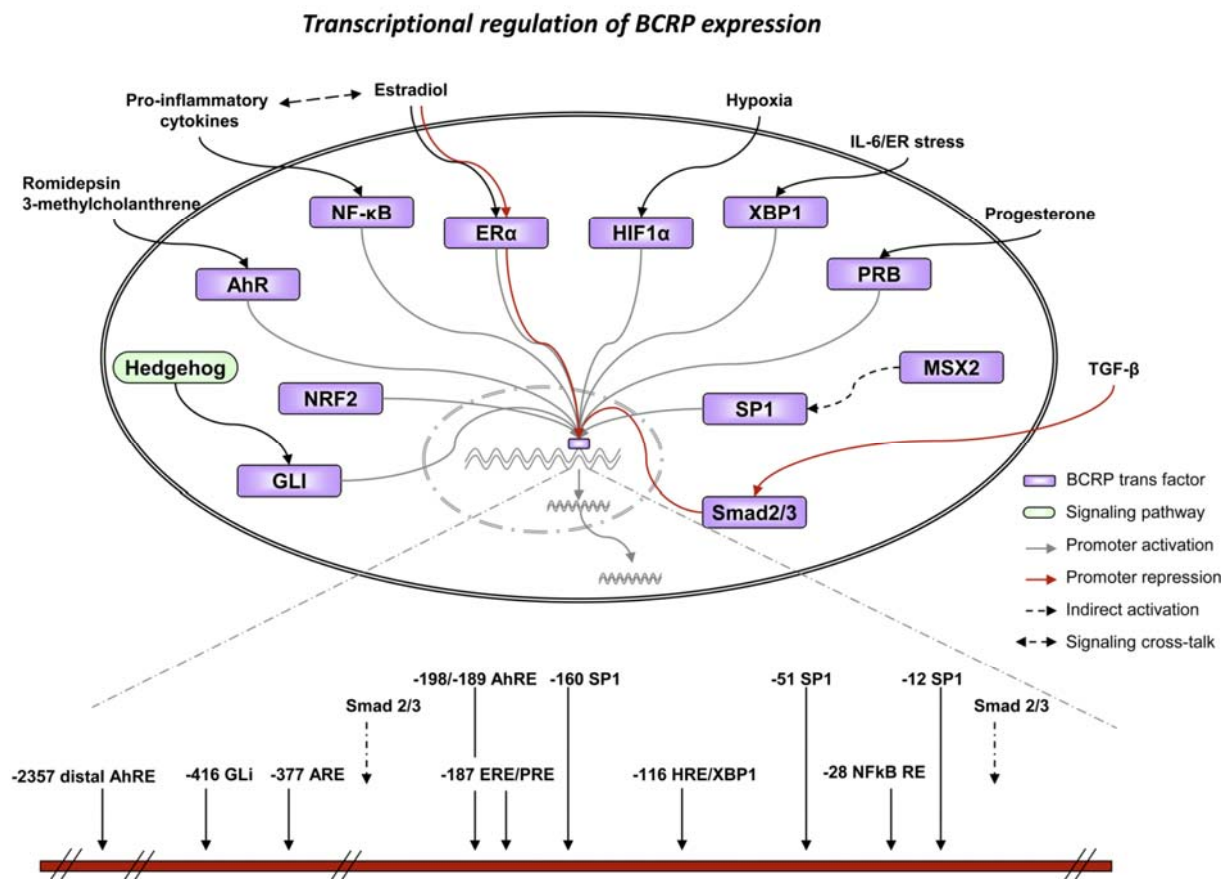 Transcriptional regulation of BCRP expression
Pro-inflammatory
cytokines
Estradiol
Hypoxia
IL-6/ER stress
Romidepsin
3-methylcholanthrene
NF-κB
ERα
HIF1α
XBP1
Progesterone
AhR
PRB
Hedgehog
NRF2
SP1
MSX2
TGF-β
GLI
Smad2/3
BCRP trans factor
Signaling pathway
Promoter activation
Promoter repression
Indirect activation
Signaling cross-talk
-198/-189 AhRE
-160 SP1
-51 SP1
-12 SP1
Smad 2/3
Smad 2/3
-2357 distal AhRE
-416 GLi
-377 ARE
-187 ERE/PRE
-116 HRE/XBP1
-28 NFkB RE